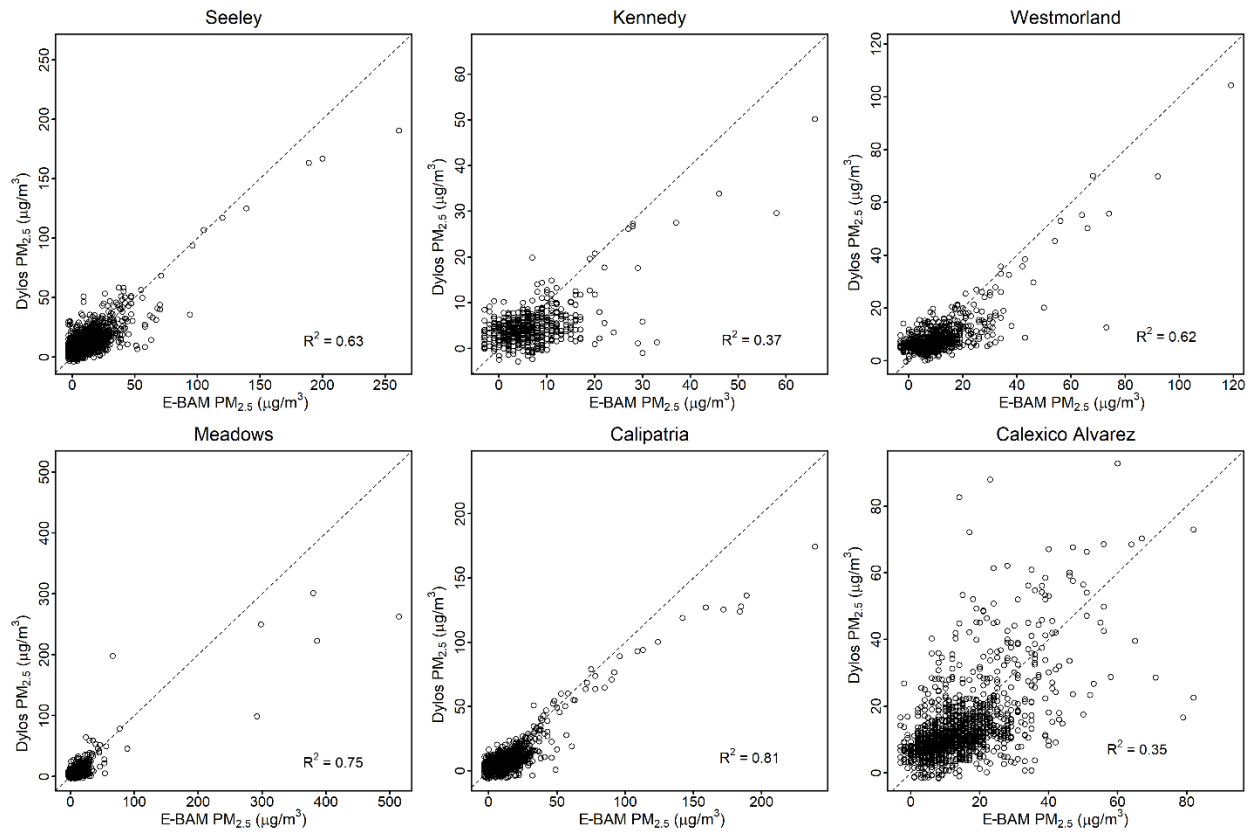 Seeley
Dylos PM2.5 (μg/m3)
0 50 100 150 200 250
R2 = 0.63
0 50 100 150 200 250
E-BAM PM2.5 (μg/m3)
Kennedy
Dylos PM2.5 (μg/m3)
0 10 20 30 40 50 60
R2 = 0.37
0 10 20 30 40 50 60
E-BAM PM2.5 (μg/m3)
Westmorland
Dylos PM2.5 (μg/m3)
0 20 40 60 80 100 120
R2 = 0.62
0 20 40 60 80 100 120
E-BAM PM2.5 (μg/m3)
Meadows
Dylos PM2.5 (μg/m3)
0 100 200 300 400 500
R2 = 0.75
0 100 200 300 400 500
E-BAM PM2.5 (μg/m3)
Calipatria
Dylos PM2.5 (μg/m3)
0 50 100 150 200
R2 = 0.81
0 50 100 150 200
E-BAM PM2.5 (μg/m3)
Calexico Alvarez
Dylos PM2.5 (μg/m3)
0 20 40 60 80
R2 = 0.35
0 20 40 60 80
E-BAM PM2.5 (μg/m3)